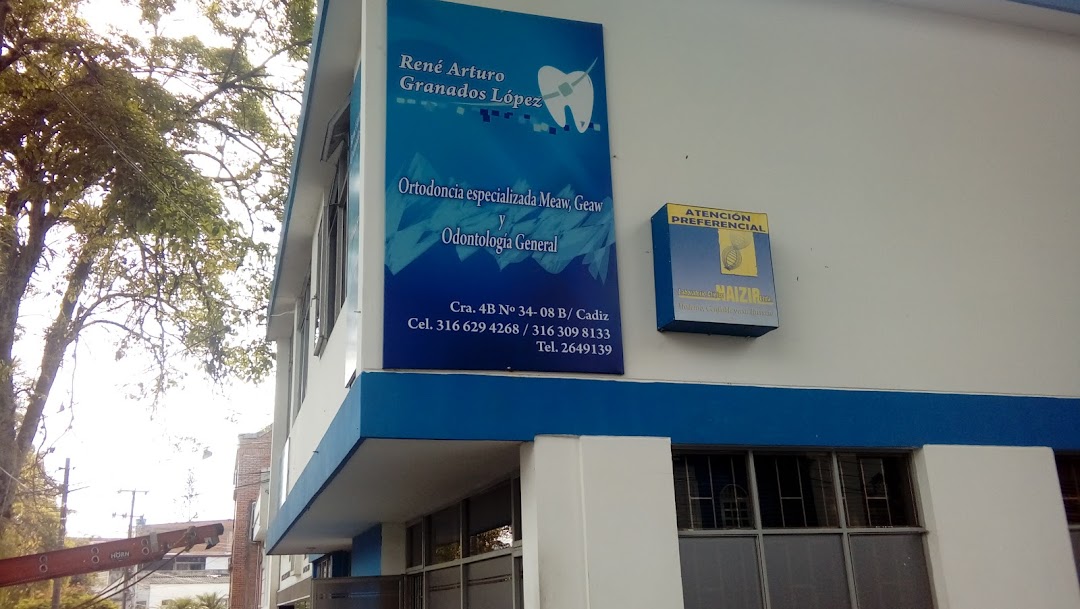 René Arturo
Granados López
Ortodoncia especializada Meaw, Geaw
y
Odontología General
Cra. 4B Nº 34- 08 B/ Cadiz
Cel. 316 629 4268 / 316 309 8133
Tel. 2649139
ATENCIÓN
PREFERENCIAL
NAIZIR